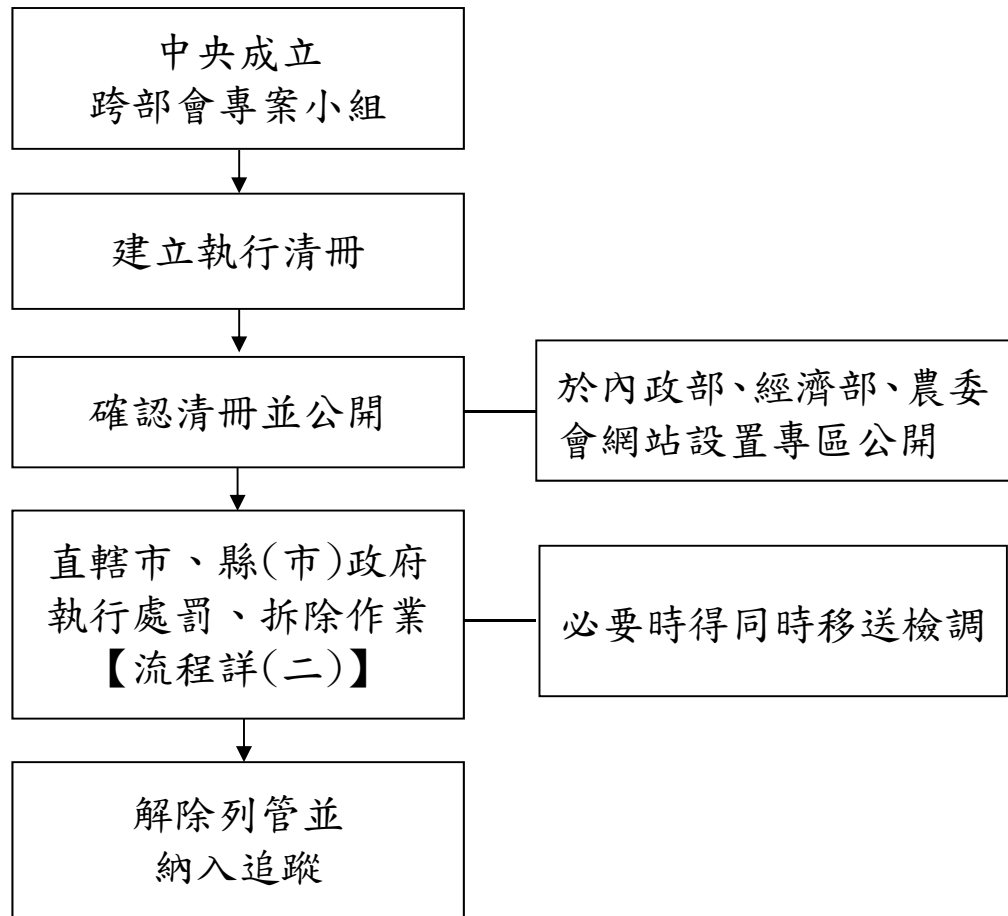 中央成立
跨部會專案小組
建立執行清冊
確認清冊並公開
於內政部、經濟部、農委
會網站設置專區公開
直轄市、縣(市)政府
執行處罰、拆除作業
【流程詳(二)】
必要時得同時移送檢調
解除列管並
納入追蹤